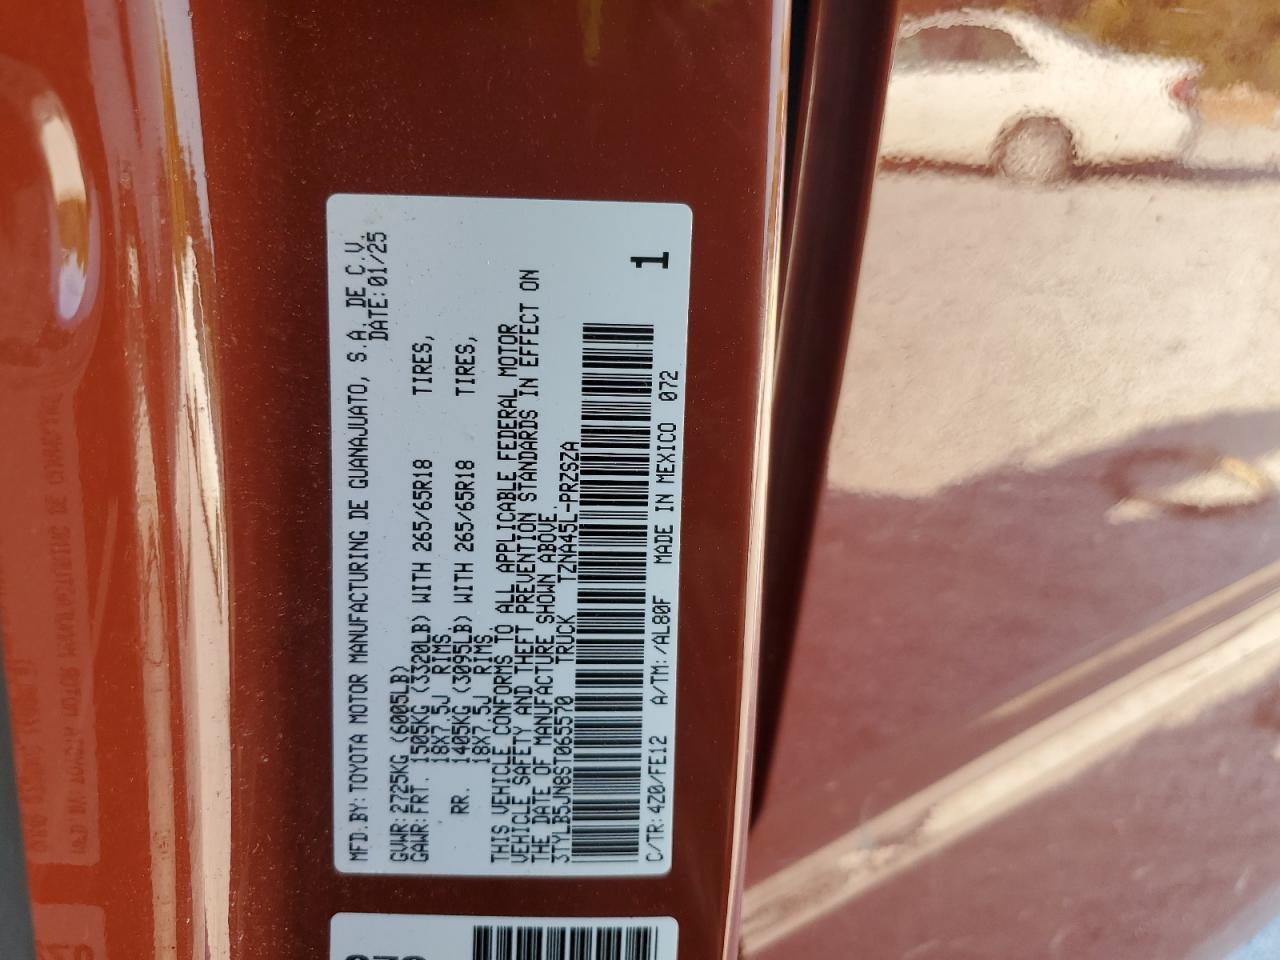 MFD.BY:TOYOTA MOTOR MANUFACTURING DE GUANAJUATO, S.A. DE C.V.
DATE:01/25
GVWR:2725KG (6005LB)
GAWR:FRT. 1505KG (3320LB) WITH 265/65R18 TIRES,
18X7.5J RIMS.
RR. 1405KG (3095LB) WITH 265/65R18 TIRES,
18X7.5J RIMS.
THIS VEHICLE CONFORMS TO ALL APPLICABLE FEDERAL MOTOR
VEHICLE SAFETY AND THEFT PREVENTION STANDARDS IN EFFECT ON
THE DATE OF MANUFACTURE SHOWN ABOVE.
3TYLB5JN8ST065570 TRUCK TZNA45L-PRZSZA
1
C/TR:4Z0/FE12 A/TM:/AL80F MADE IN MEXICO 072